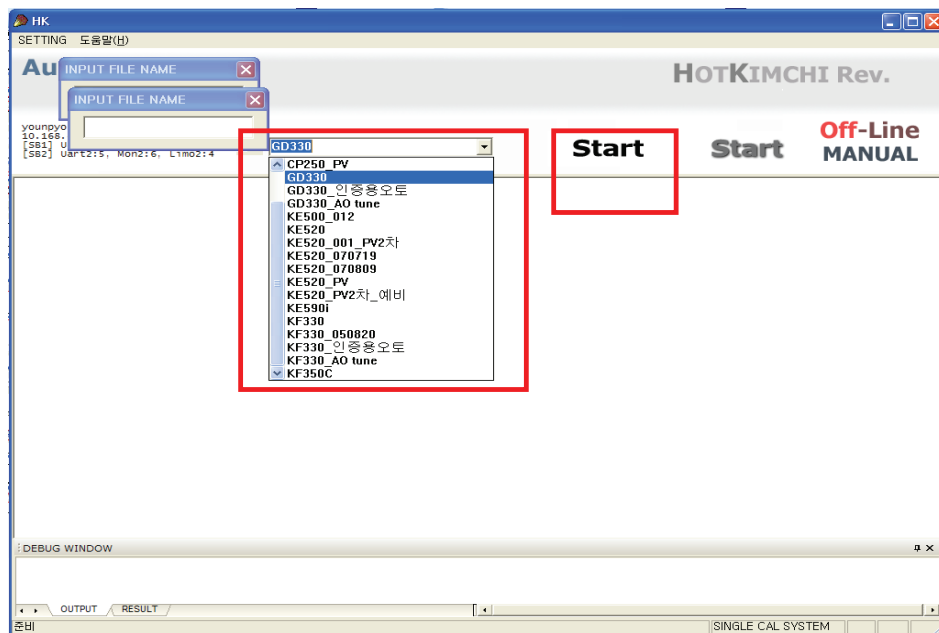 HK
SETTING 도움말(H)
Au
HOTKIMCHI Rev.
INPUT FILE NAME
INPUT FILE NAME
younpyo
10.168.
[SB1] U
[SB2] Uart2:5, Mon2:6, Limo2:4
GD330
Start
Start
Off-Line
MANUAL
CP250_PV
GD330
GD330_인증용오토
GD330_AO tune
KE500_012
KE520
KE520_001_PV2차
KE520_070719
KE520_070809
KE520_PV
KE520_PV2차_예비
KE590i
KF330
KF330_050820
KF330_인증용오토
KF330_AO tune
KF350C
DEBUG WINDOW
OUTPUT RESULT
준비
SINGLE CAL SYSTEM